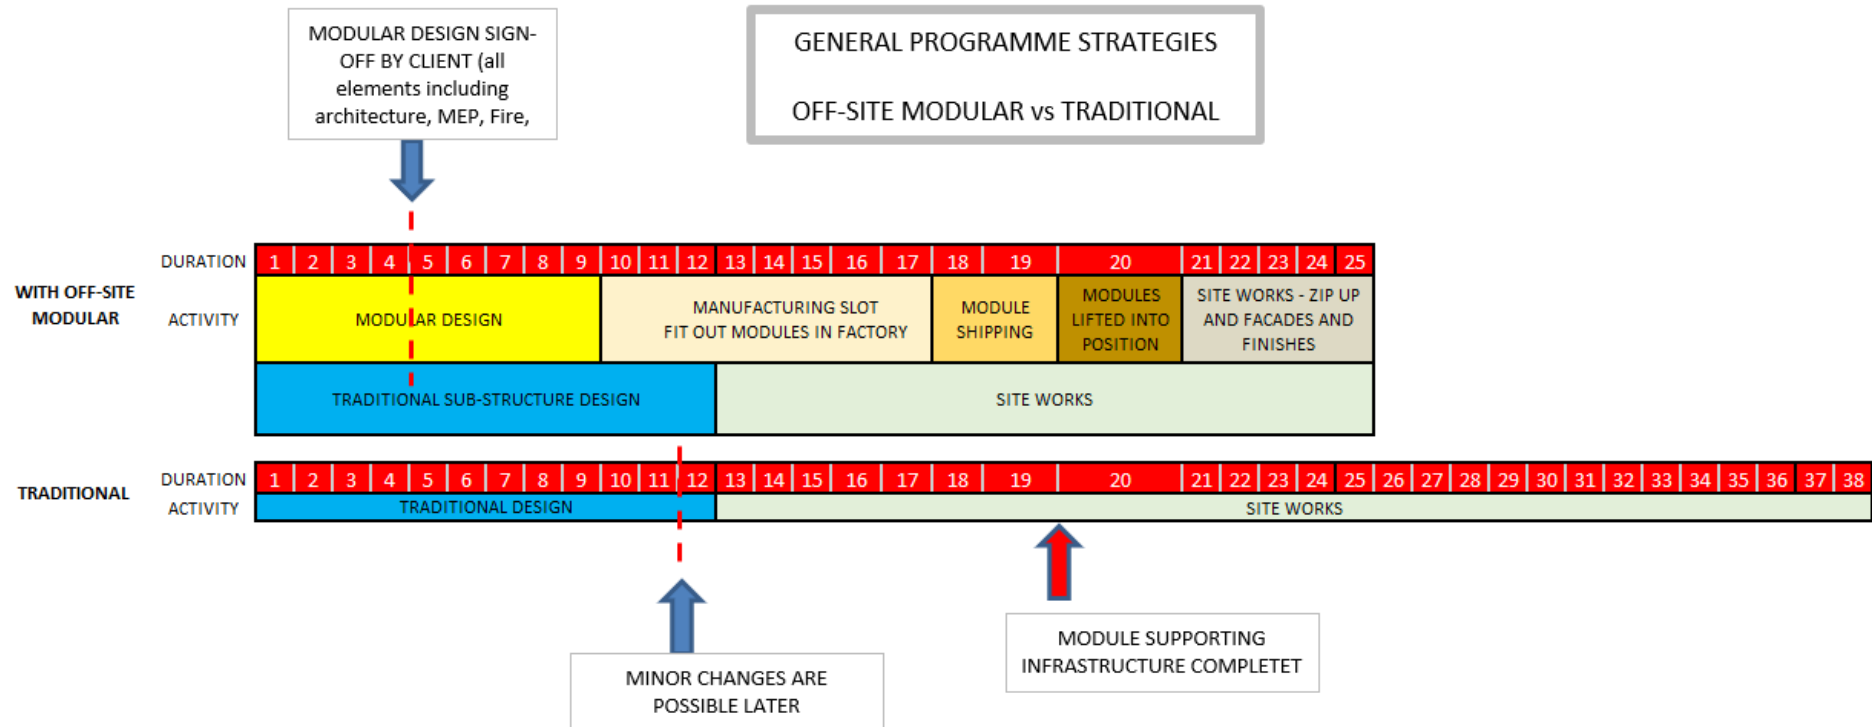 MODULAR DESIGN SIGN-
OFF BY CLIENT (all
elements including
architecture, MEP, Fire,
GENERAL PROGRAMME STRATEGIES
OFF-SITE MODULAR vs TRADITIONAL
WITH OFF-SITE
MODULAR
DURATION 1 2 3 4 5 6 7 8 9 10 11 12 13 14 15 16 17 18 19 20 21 22 23 24 25
ACTIVITY
MODULAR DESIGN
MANUFACTURING SLOT
FIT OUT MODULES IN FACTORY
MODULE
SHIPPING
MODULES
LIFTED INTO
POSITION
SITE WORKS - ZIP UP
AND FACADES AND
FINISHES
TRADITIONAL SUB-STRUCTURE DESIGN
SITE WORKS
TRADITIONAL
DURATION 1 2 3 4 5 6 7 8 9 10 11 12 13 14 15 16 17 18 19 20 21 22 23 24 25 26 27 28 29 30 31 32 33 34 35 36 37 38
ACTIVITY
TRADITIONAL DESIGN
SITE WORKS
MINOR CHANGES ARE
POSSIBLE LATER
MODULE SUPPORTING
INFRASTRUCTURE COMPLETET